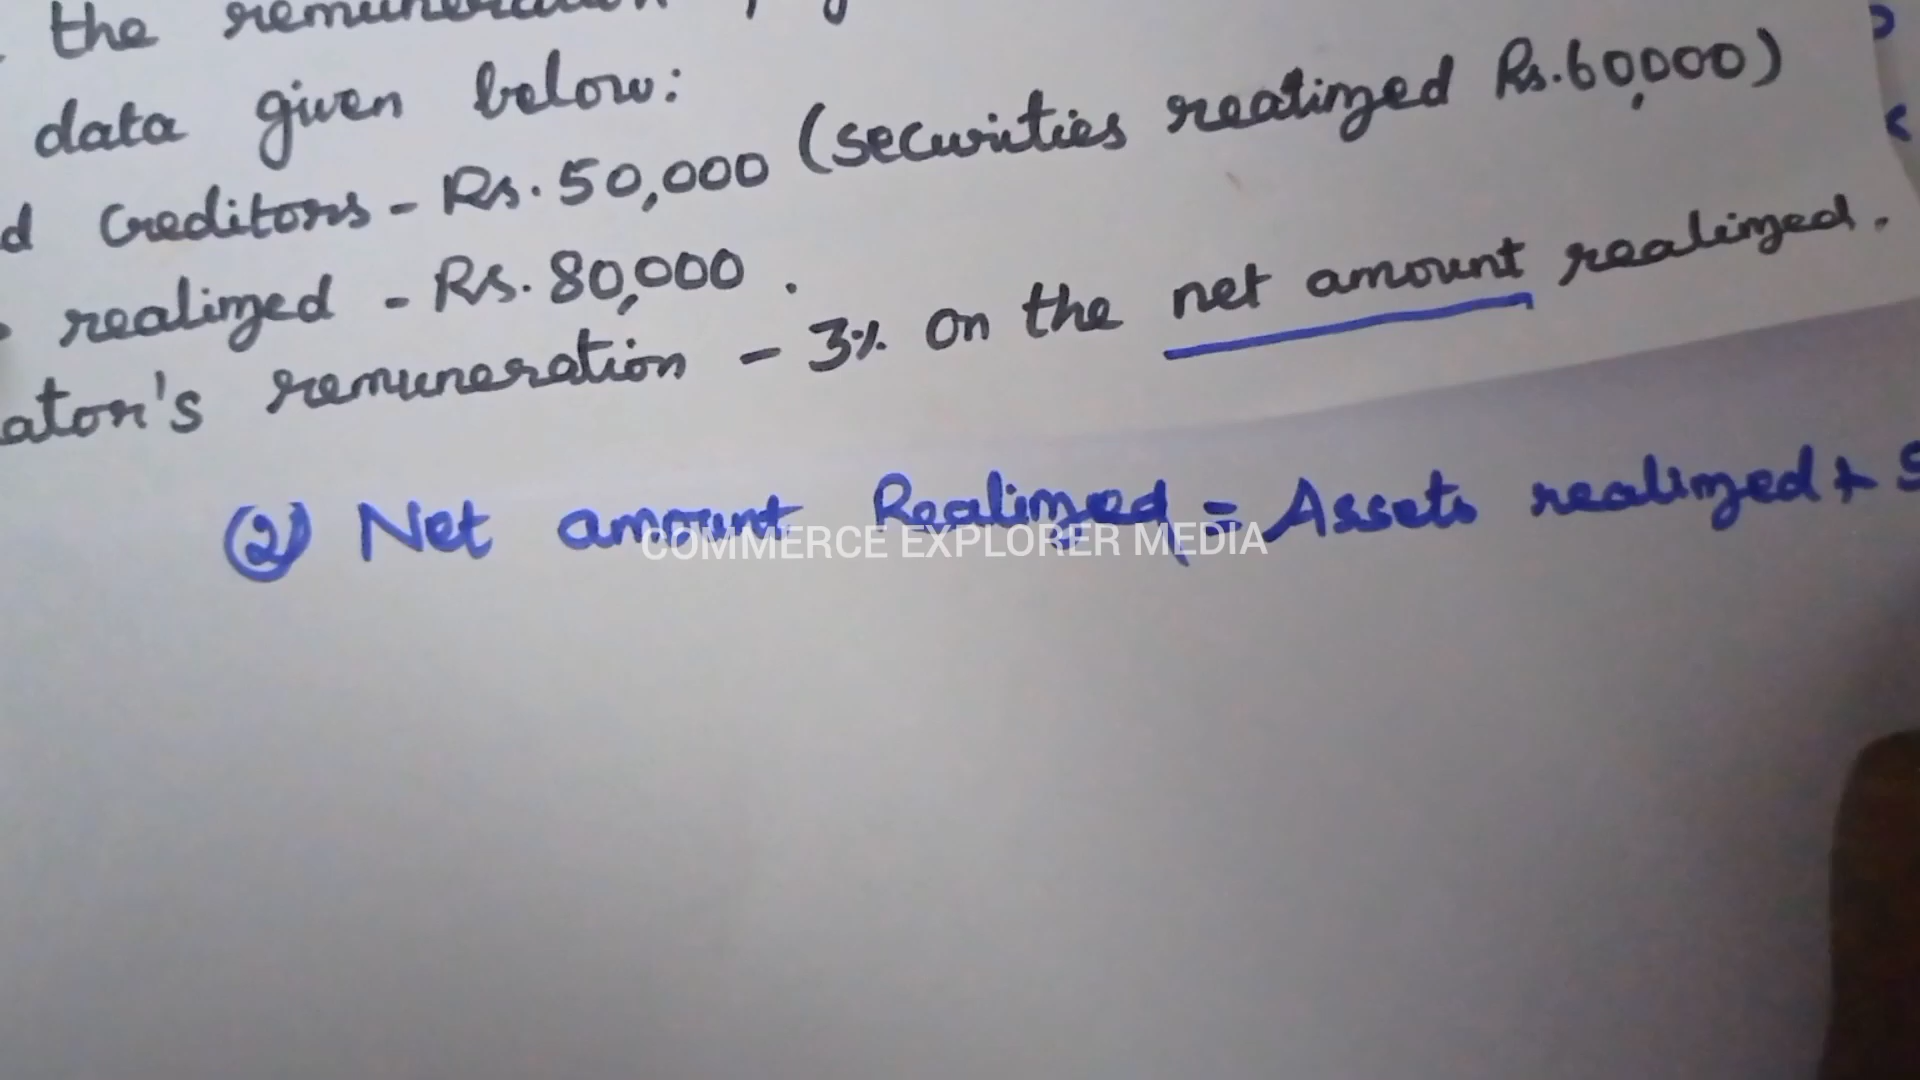 the remuneration
data given below:
d Creditors - Rs. 50,000 (securities realized Rs.60,000)
realized - Rs. 80,000.
ator's remuneration - 3% on the net amount realized.
(2) Net amount Realized = Assets realized + S
COMMERCE EXPLORER MEDIA